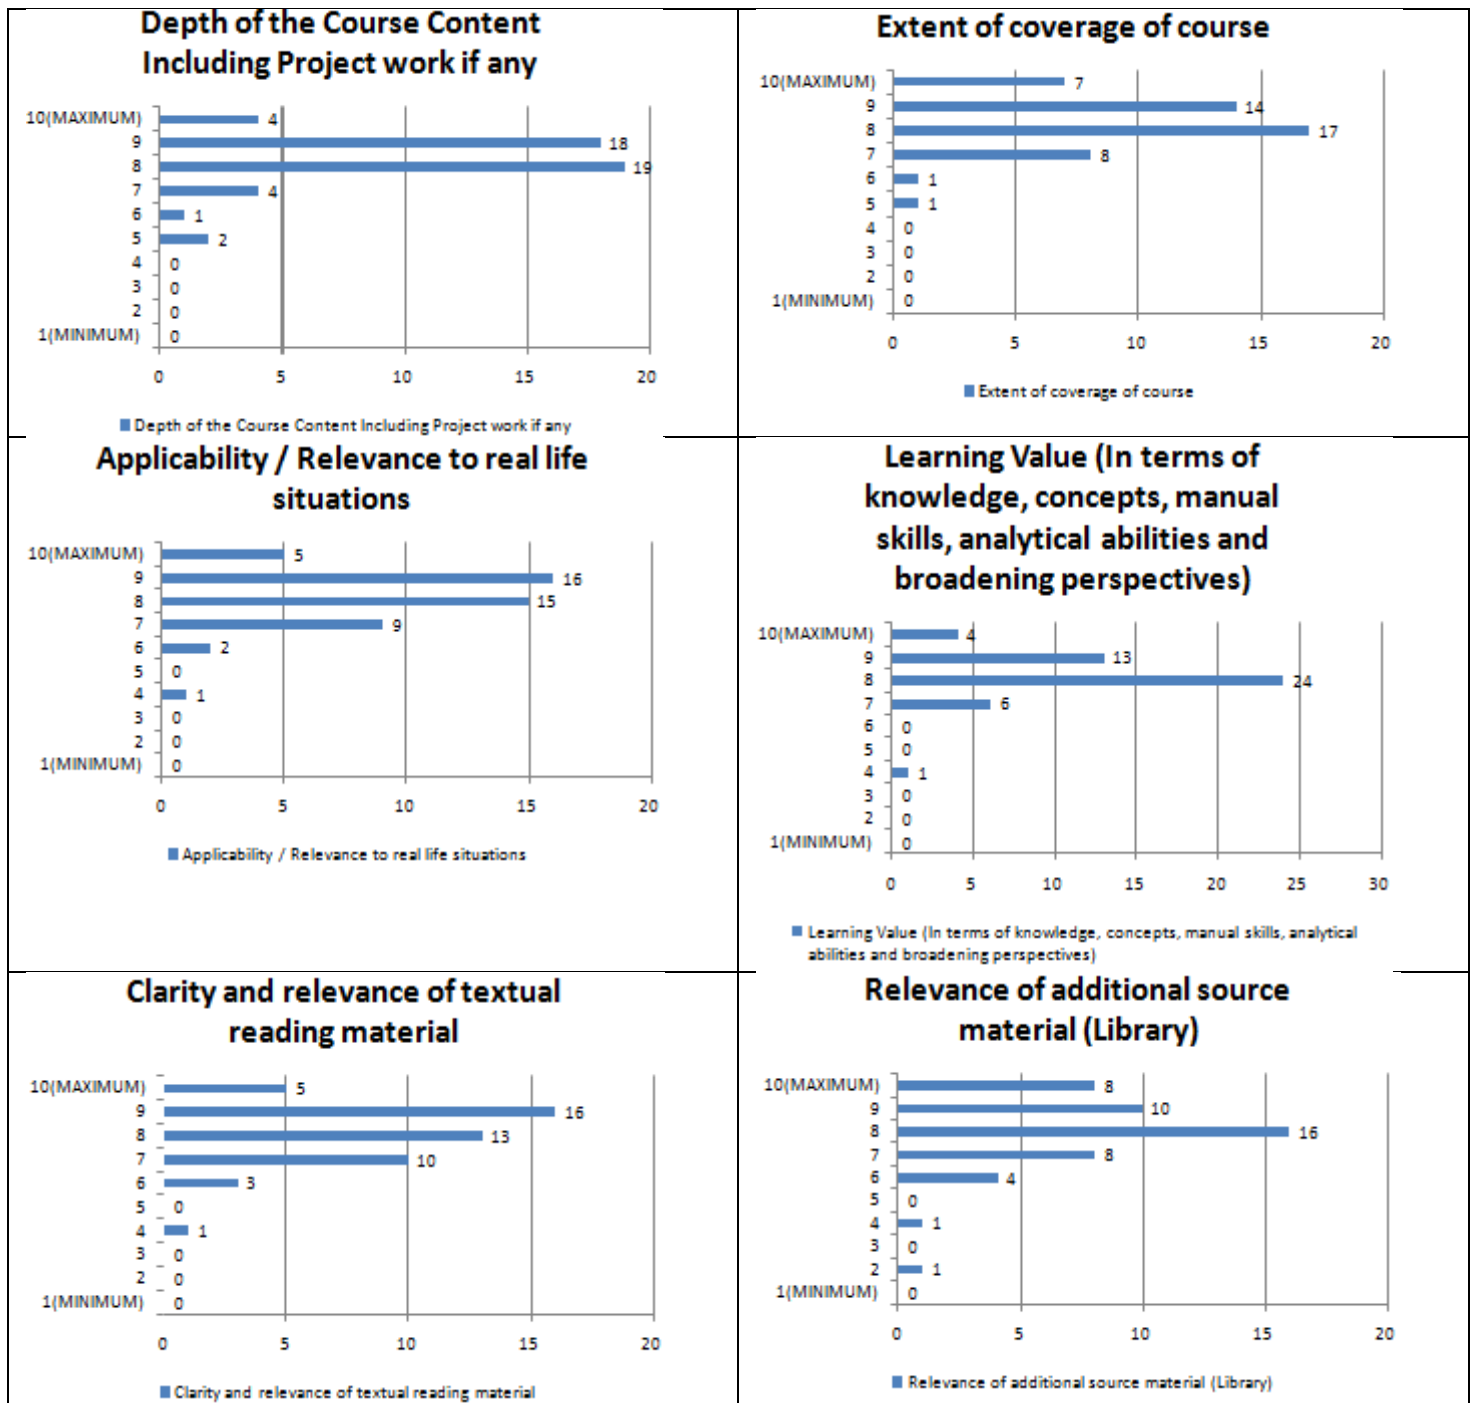 Depth of the Course Content
Including Project work if any
10(MAXIMUM) 4
9 18
8 19
7 4
6 1
5 2
4 0
3 0
2 0
1(MINIMUM) 0
0 5 10 15 20
Depth of the Course Content Including Project work if any
Extent of coverage of course
10(MAXIMUM) 7
9 14
8 17
7 8
6 1
5 1
4 0
3 0
2 0
1(MINIMUM) 0
0 5 10 15 20
Extent of coverage of course
Applicability / Relevance to real life
situations
10(MAXIMUM) 5
9 16
8 15
7 9
6 2
5 0
4 1
3 0
2 0
1(MINIMUM) 0
0 5 10 15 20
Applicability / Relevance to real life situations
Learning Value (In terms of
knowledge, concepts, manual
skills, analytical abilities and
broadening perspectives)
10(MAXIMUM) 4
9 13
8 24
7 6
6 0
5 0
4 1
3 0
2 0
1(MINIMUM) 0
0 5 10 15 20 25 30
Learning Value (In terms of knowledge, concepts, manual skills, analytical
abilities and broadening perspectives)
Clarity and relevance of textual
reading material
10(MAXIMUM) 5
9 16
8 13
7 10
6 3
5 0
4 1
3 0
2 0
1(MINIMUM) 0
0 5 10 15 20
Clarity and relevance of textual reading material
Relevance of additional source
material (Library)
10(MAXIMUM) 8
9 10
8 16
7 8
6 4
5 0
4 1
3 0
2 1
1(MINIMUM) 0
0 5 10 15 20
Relevance of additional source material (Library)